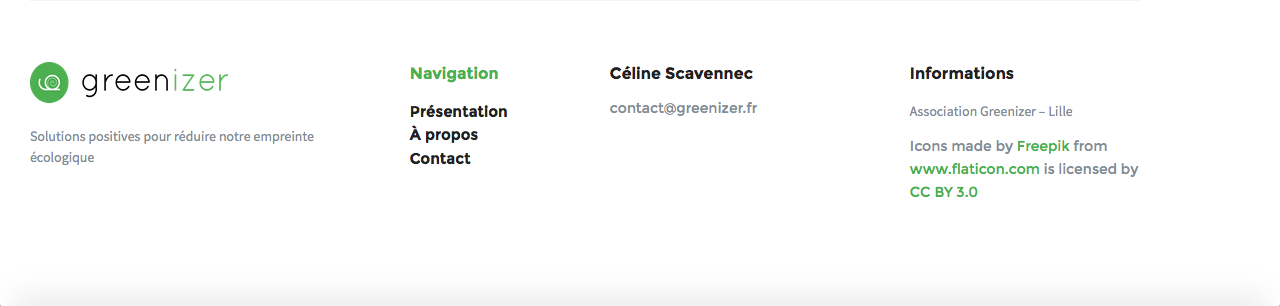 greenizer
Solutions positives pour réduire notre empreinte
écologique
Navigation
Présentation
À propos
Contact
Céline Scavennec
contact@greenizer.fr
Informations
Association Greenizer – Lille
Icons made by Freepik from
www.flaticon.com is licensed by
CC BY 3.0